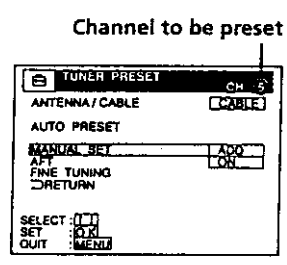 Channel to be preset
TUNER PRESET
CH 5
ANTENNA/CABLE CABLE
AUTO PRESET
MANUAL SET ADD
AFT ON
FINE TUNING
RETURN
SELECT :
SET : OK
QUIT : MENU